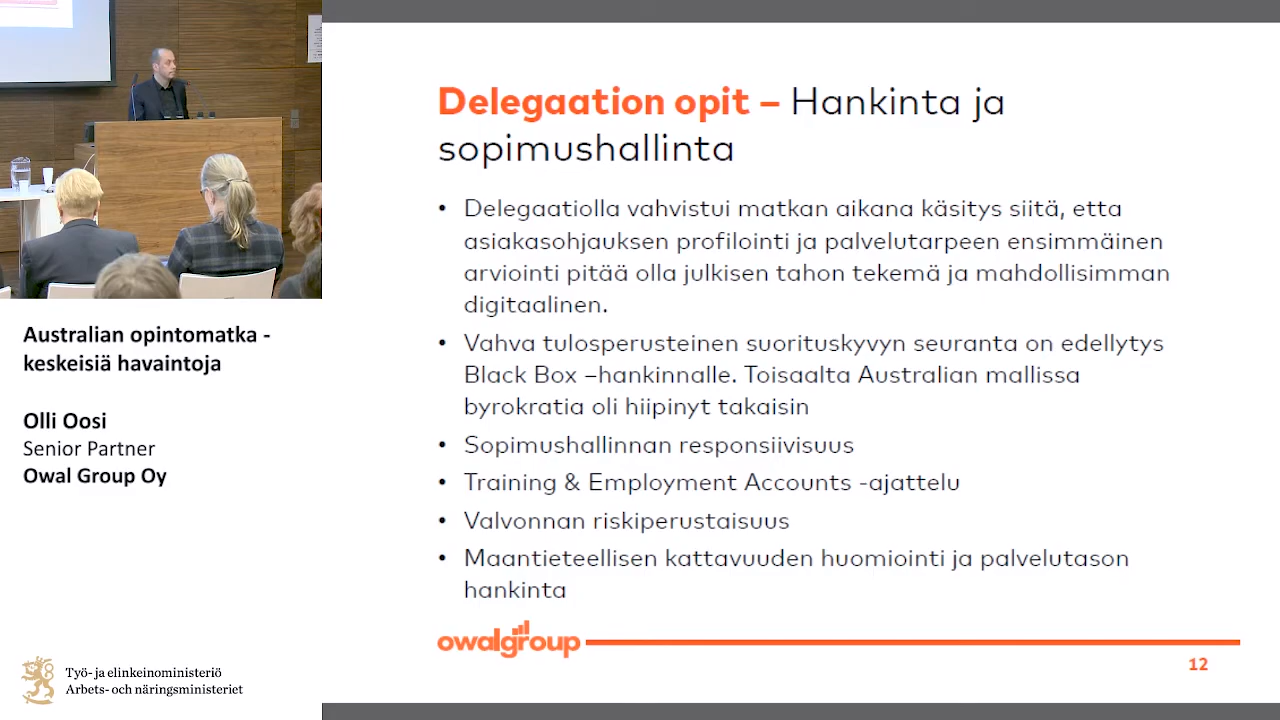 Australian opintomatka -
keskeisiä havaintoja
Olli Oosi
Senior Partner
Owal Group Oy
Työ- ja elinkeinoministeriö
Arbets- och näringsministeriet
Delegaation opit – Hankinta ja
sopimushallinta
• Delegaatiolla vahvistui matkan aikana käsitys siitä, etta
asiakasohjauksen profilointi ja palvelutarpeen ensimmäinen
arviointi pitää olla julkisen tahon tekemä ja mahdollisimman
digitaalinen.
• Vahva tulosperusteinen suorituskyvyn seuranta on edellytys
Black Box –hankinnalle. Toisaalta Australian mallissa
byrokratia oli hiipinyt takaisin
• Sopimushallinnan responsiivisuus
• Training & Employment Accounts -ajattelu
• Valvonnan riskiperustaisuus
• Maantieteellisen kattavuuden huomiointi ja palvelutason
hankinta
owalgroup
12